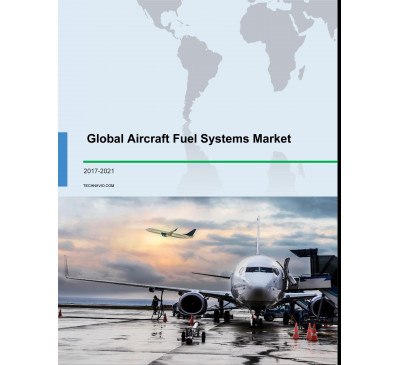 Global Aircraft Fuel Systems Market
2017-2021
TECHNAVIO.COM